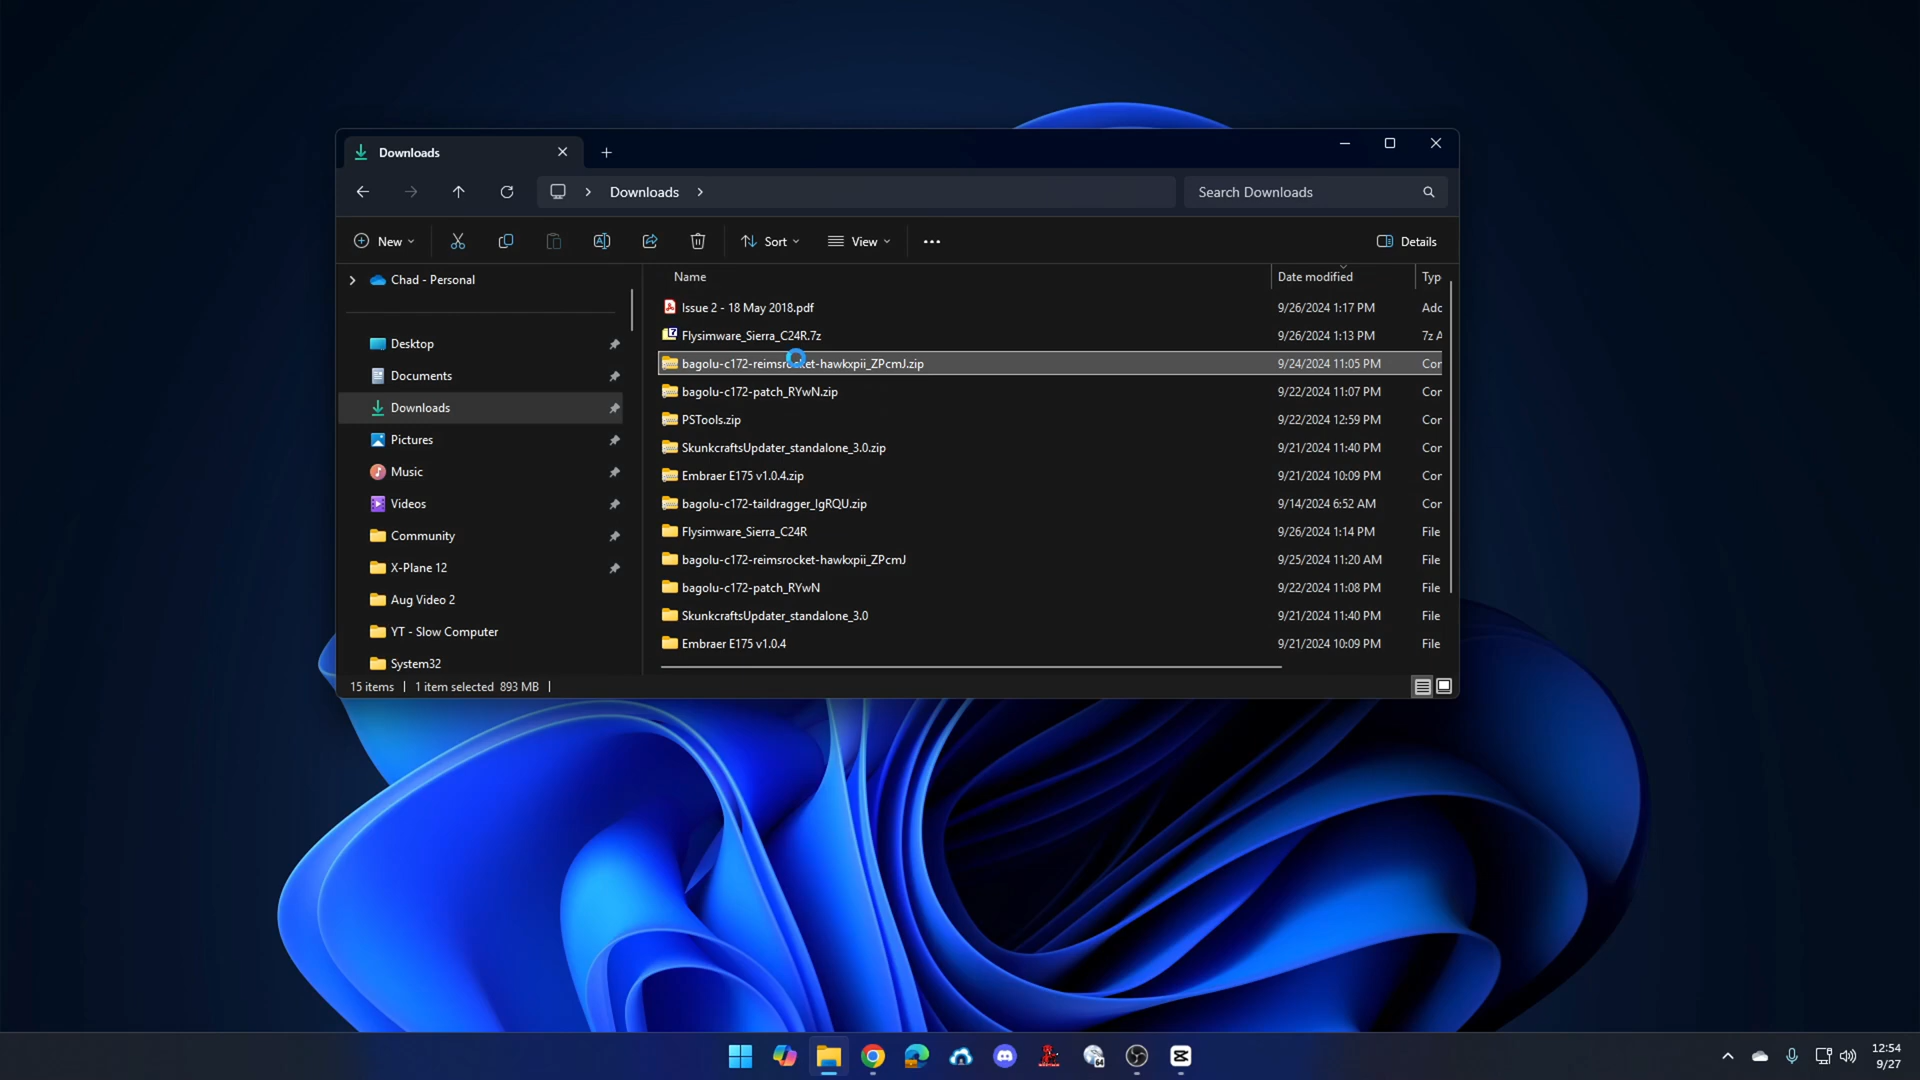 Downloads
Downloads
Search Downloads
New
Sort
View
Details
Chad - Personal
Desktop
Documents
Downloads
Pictures
Music
Videos
Community
X-Plane 12
Aug Video 2
YT - Slow Computer
System32
Name Date modified Typ
Issue 2 - 18 May 2018.pdf 9/26/2024 1:17 PM Adc
Flysimware_Sierra_C24R.7z 9/26/2024 1:13 PM 7z A
bagolu-c172-reimsrocket-hawkxpii_ZPcmJ.zip 9/24/2024 11:05 PM Cor
bagolu-c172-patch_RYwN.zip 9/22/2024 11:07 PM Cor
PSTools.zip 9/22/2024 12:59 PM Cor
SkunkcraftsUpdater_standalone_3.0.zip 9/21/2024 11:40 PM Cor
Embraer E175 v1.0.4.zip 9/21/2024 10:09 PM Cor
bagolu-c172-taildragger_IgRQU.zip 9/14/2024 6:52 AM Cor
Flysimware_Sierra_C24R 9/26/2024 1:14 PM File
bagolu-c172-reimsrocket-hawkxpii_ZPcmJ 9/25/2024 11:20 AM File
bagolu-c172-patch_RYwN 9/22/2024 11:08 PM File
SkunkcraftsUpdater_standalone_3.0 9/21/2024 11:40 PM File
Embraer E175 v1.0.4 9/21/2024 10:09 PM File
15 items | 1 item selected 893 MB |
12:54
9/27